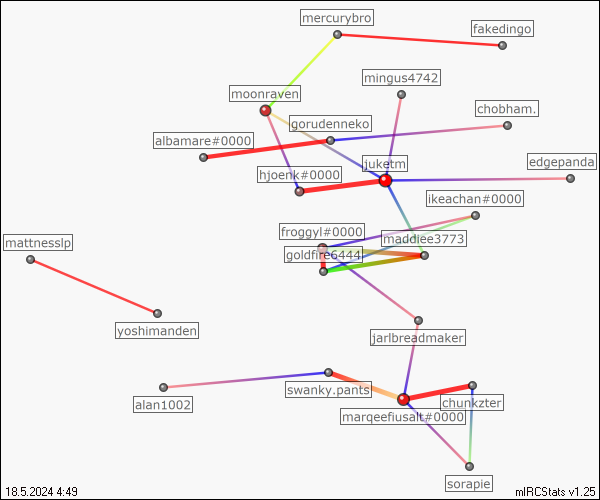 mercurybro
fakedingo
mingus4742
moonraven
chobham.
gorudenneko
albamare#0000
juketm
edgepanda
hjoenk#0000
ikeachan#0000
froggyl#0000
maddiee3773
mattnesslp
goldfire6444
yoshimanden
jarlbreadmaker
swanky.pants
chunkzter
alan1002
marqeefiusalt#0000
sorapie
18.5.2024 4:49
mIRCStats v1.25